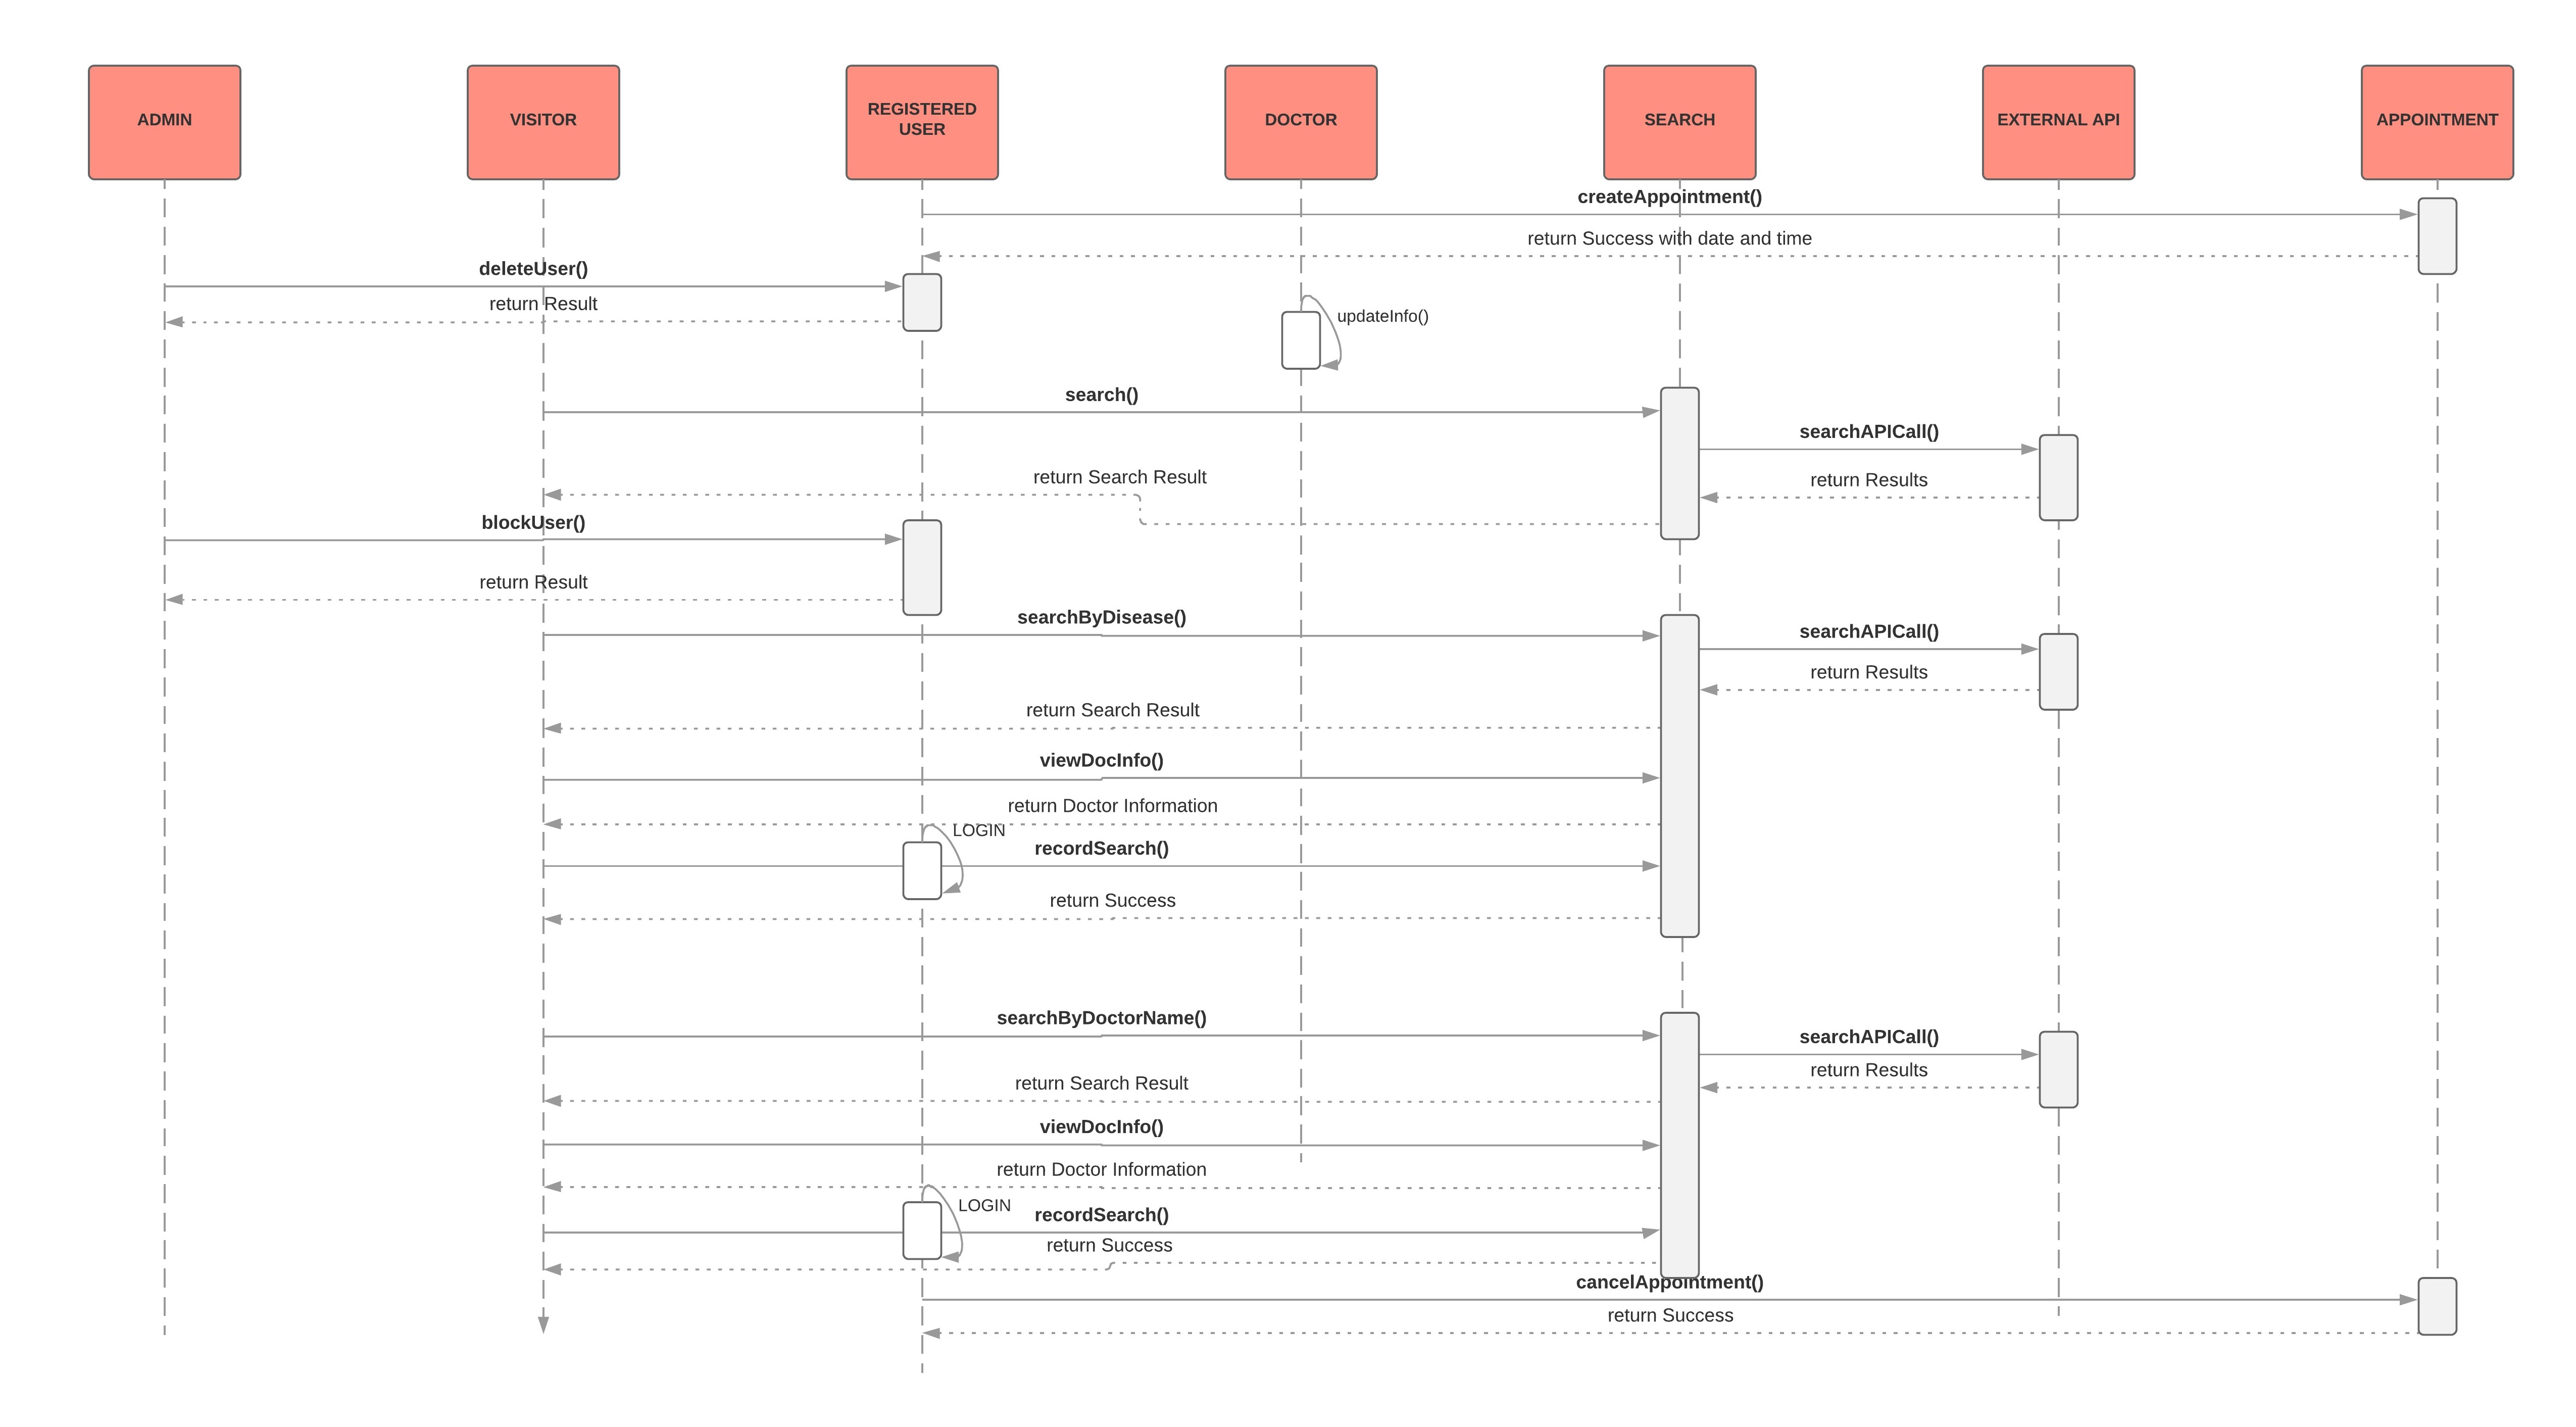 ADMIN
VISITOR
REGISTERED
USER
DOCTOR
SEARCH
EXTERNAL API
APPOINTMENT
createAppointment()
return Success with date and time
deleteUser()
return Result
updateInfo()
search()
searchAPICall()
return Search Result
return Results
blockUser()
return Result
searchByDisease()
searchAPICall()
return Results
return Search Result
viewDocInfo()
return Doctor Information
LOGIN
recordSearch()
return Success
searchByDoctorName()
searchAPICall()
return Results
return Search Result
viewDocInfo()
return Doctor Information
LOGIN
recordSearch()
return Success
cancelAppointment()
return Success